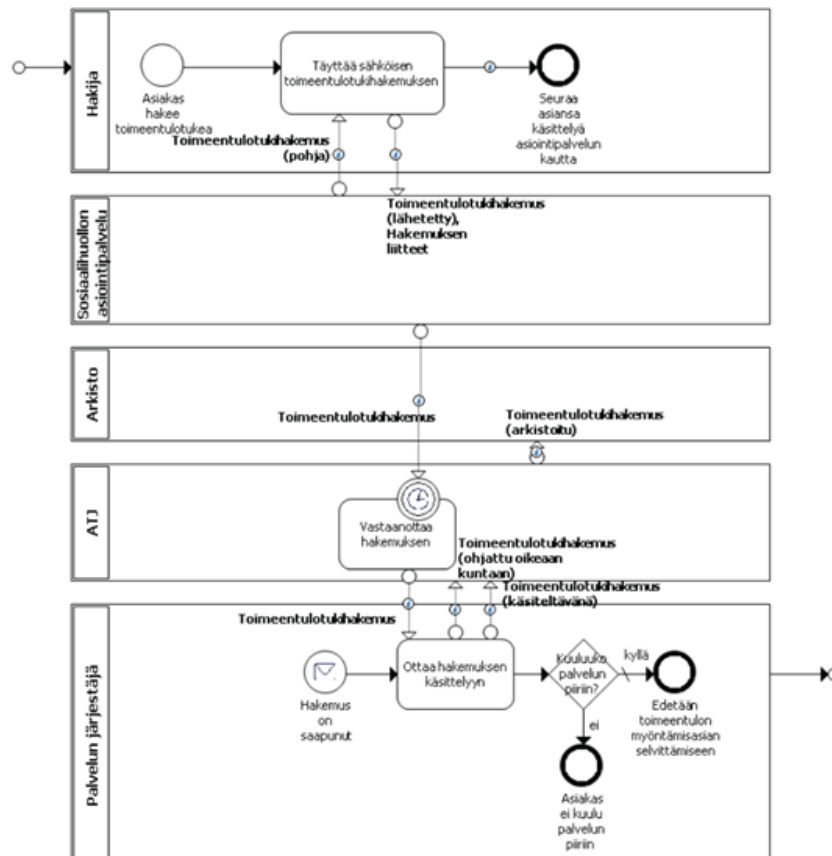 Hakija
Asiakas
hakee
toimeentulotukea
Täyttää sähköisen
toimeentulotukihakemuksen
Seuraa
asiansa
käsittelyä
asiointipalvelun
kautta
Toimeentulotukihakemus
(pohja)
Sosiaalihuollon
asiointipalvelu
Toimeentulotukihakemus
(lähetetty),
Hakemuksen
liitteet
Arkisto
Toimeentulotukihakemus
Toimeentulotukihakemus
(arkistoitu)
ATJ
Vastaanottaa
hakemuksen
Toimeentulotukihakemus
(ohjattu oikeaan
kuntaan)
Toimeentulotukihakemus
(käsiteltävänä)
Toimeentulotukihakemus
Palvelun järjestäjä
Hakemus
on
saapunut
Ottaa hakemuksen
käsittelyyn
Kuuluuko
palvelun
piiriin?
kyllä
ei
Edetään
toimeentulon
myöntämisasian
selvittämiseen
Asiakas
ei kuulu
palvelun
piiriin